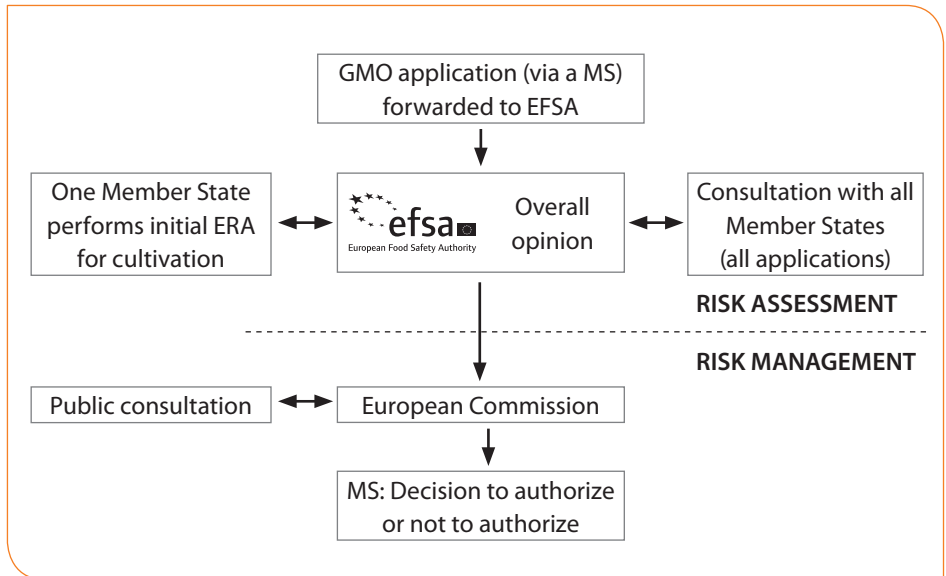 GMO application (via a MS)
forwarded to EFSA
One Member State
performs initial ERA
for cultivation
efsa
European Food Safety Authority
Overall
opinion
Consultation with all
Member States
(all applications)
RISK ASSESSMENT
RISK MANAGEMENT
Public consultation
European Commission
MS: Decision to authorize
or not to authorize